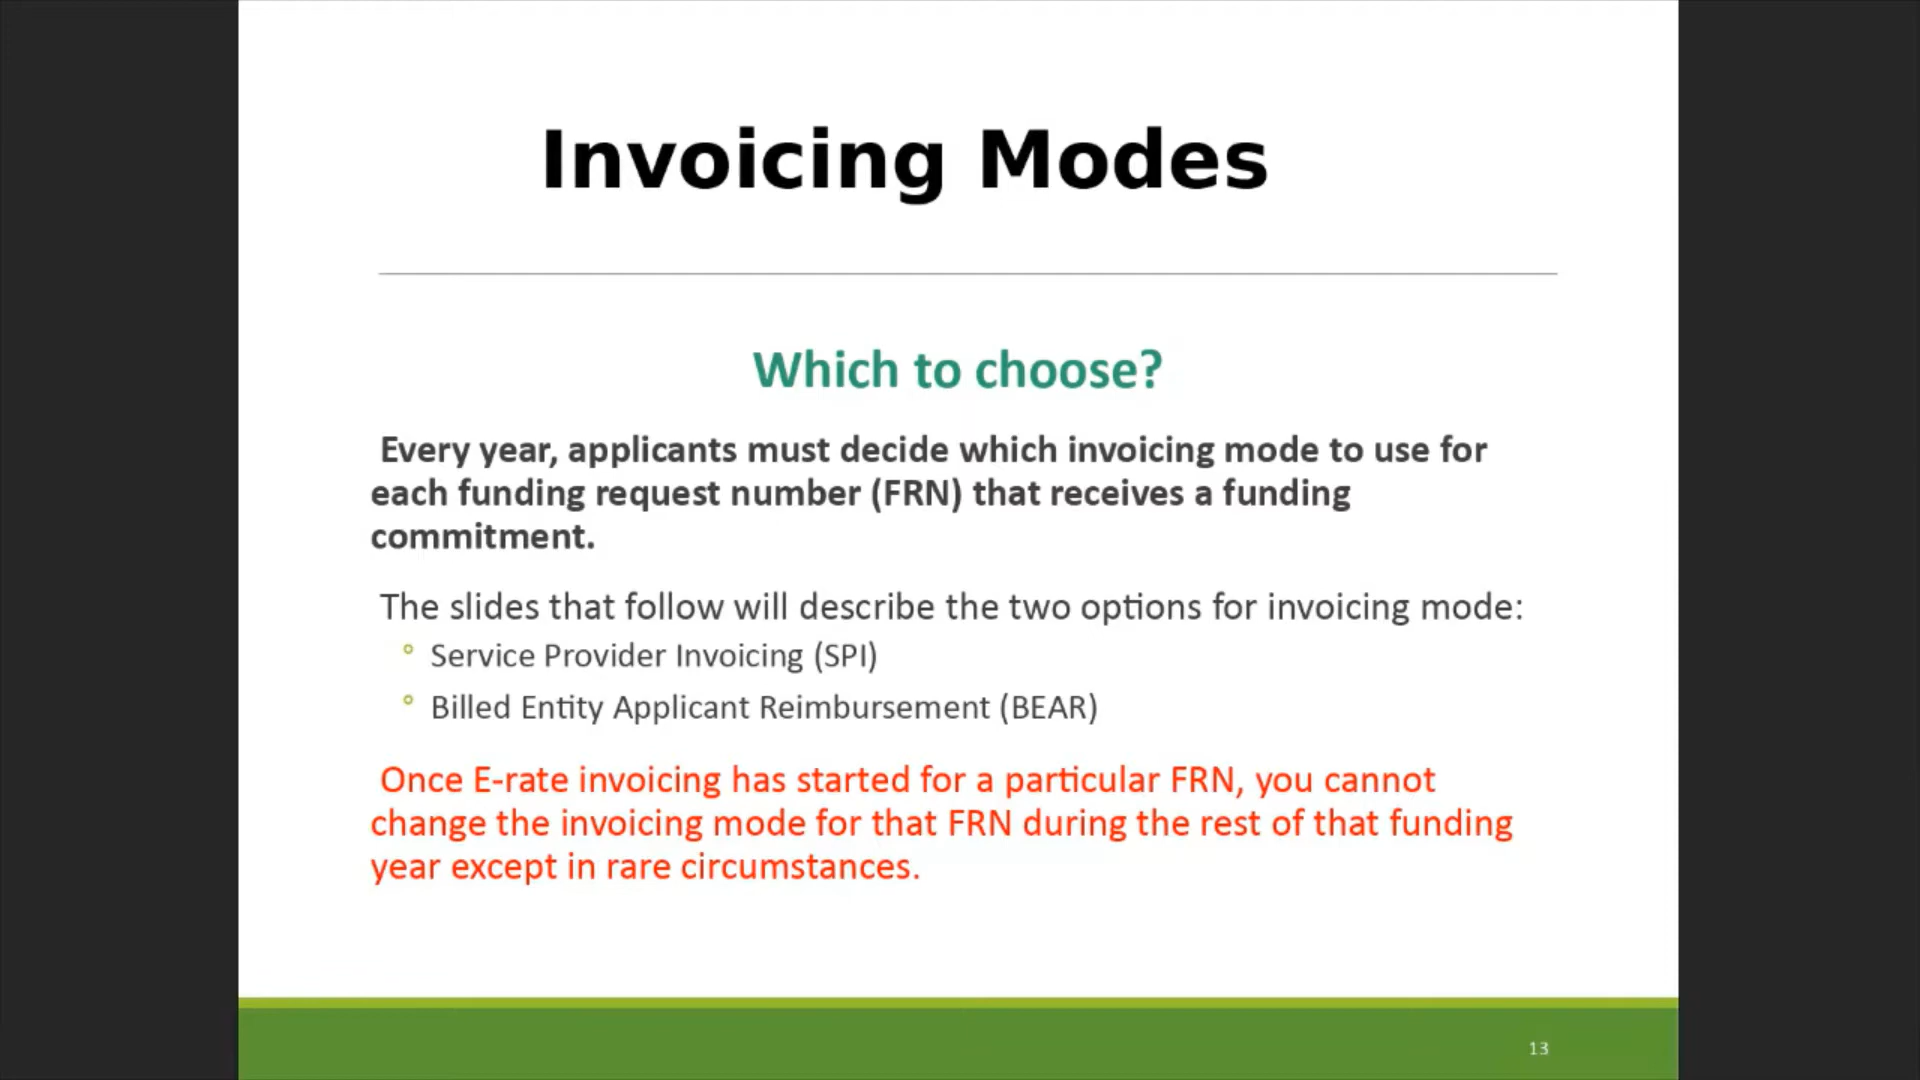 Invoicing Modes
Which to choose?
Every year, applicants must decide which invoicing mode to use for
each funding request number (FRN) that receives a funding
commitment.
The slides that follow will describe the two options for invoicing mode:
° Service Provider Invoicing (SPI)
° Billed Entity Applicant Reimbursement (BEAR)
Once E-rate invoicing has started for a particular FRN, you cannot
change the invoicing mode for that FRN during the rest of that funding
year except in rare circumstances.
13